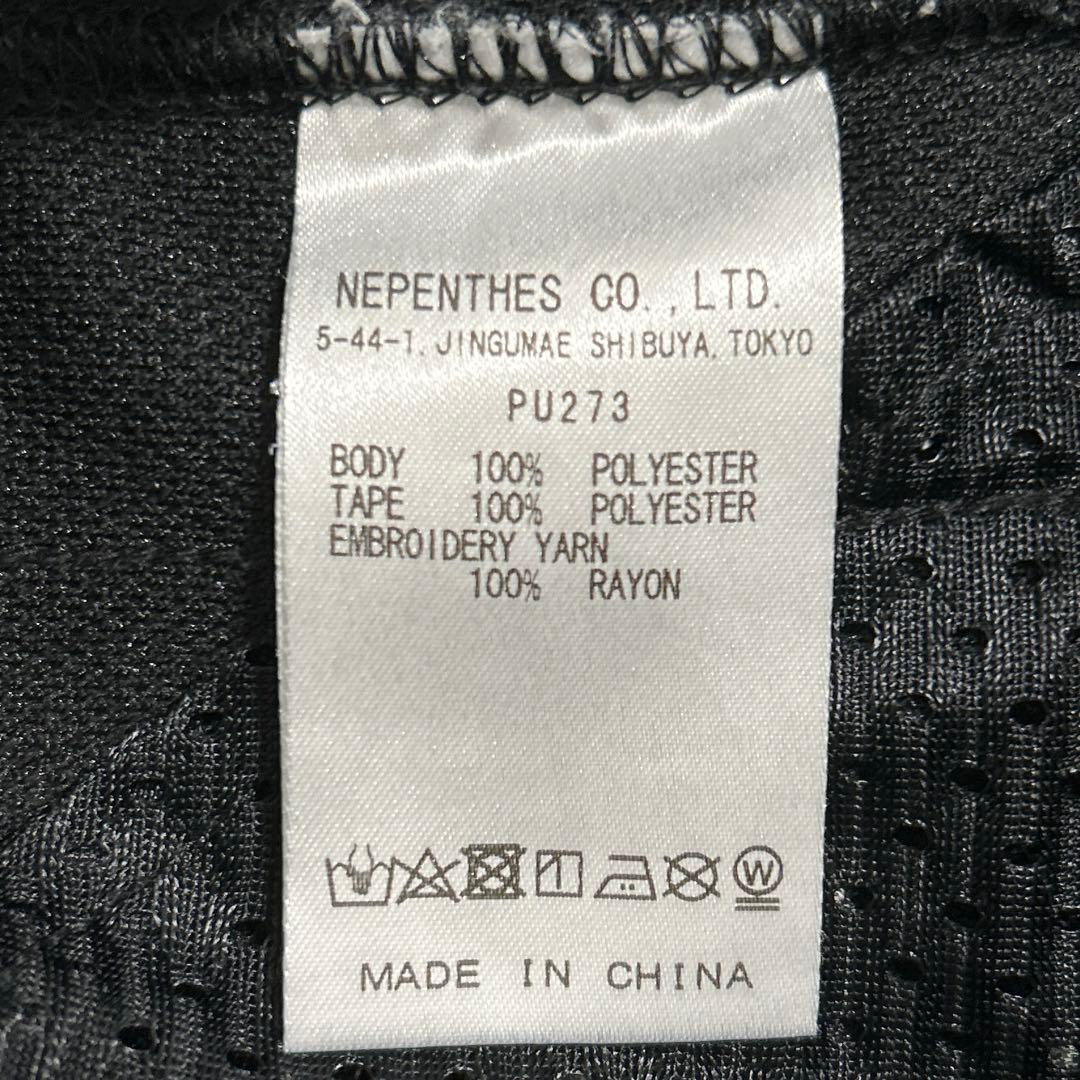 NEPENTHES CO.,LTD.
5-44-1, JINGUMAE SHIBUYA, TOKYO
PU273
BODY 100% POLYESTER
TAPE 100% POLYESTER
EMBROIDERY YARN
100% RAYON
W
MADE IN CHINA